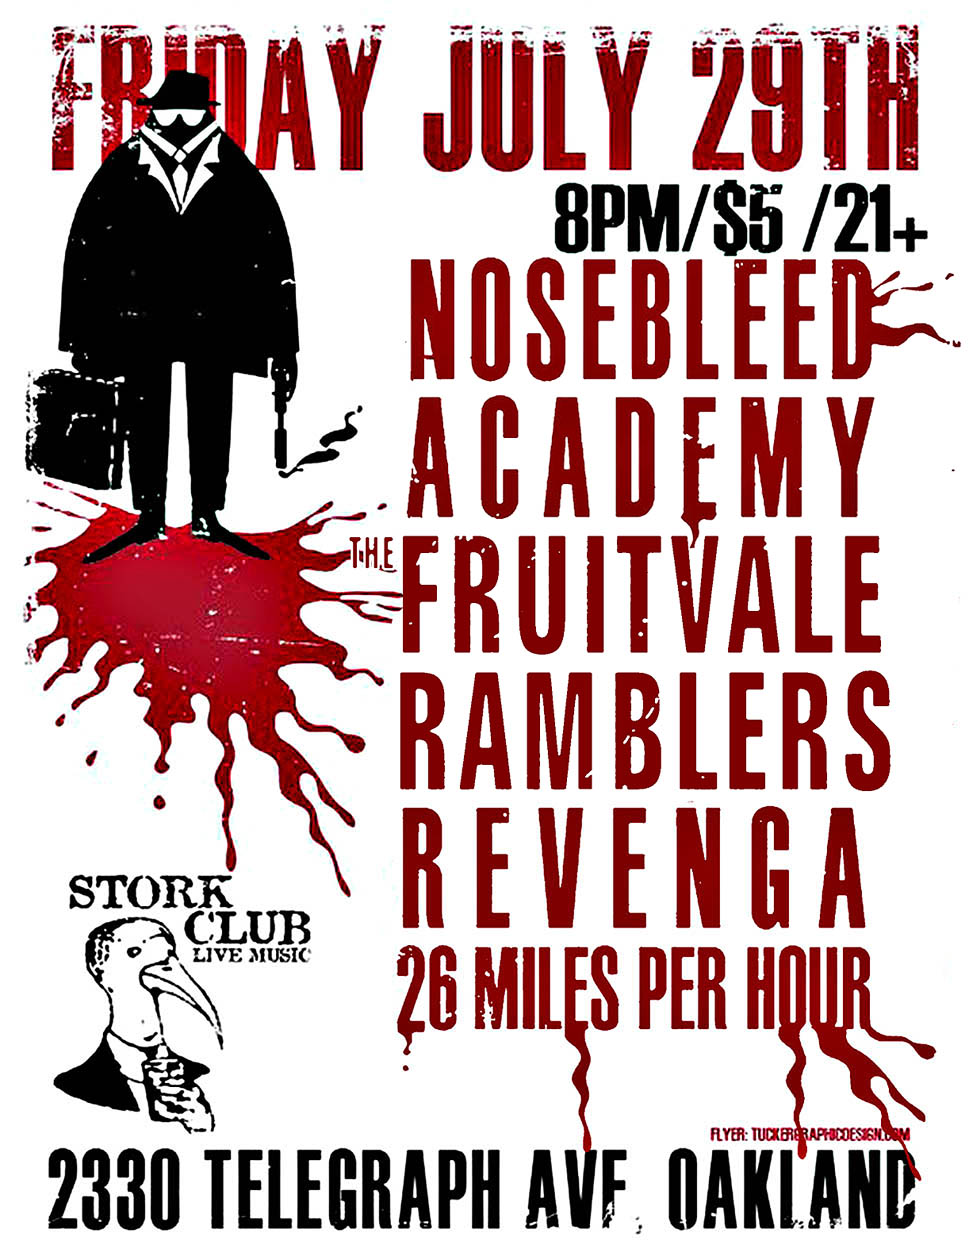 FRIDAY JULY 29TH
8PM/$5 /21+
NOSEBLEED
ACADEMY
THE FRUITVALE
RAMBLERS
REVENGA
26 MILES PER HOUR
STORK
CLUB
LIVE MUSIC
FLYER: TUCKERGRAPHICDESIGN.COM
2330 TELEGRAPH AVE, OAKLAND